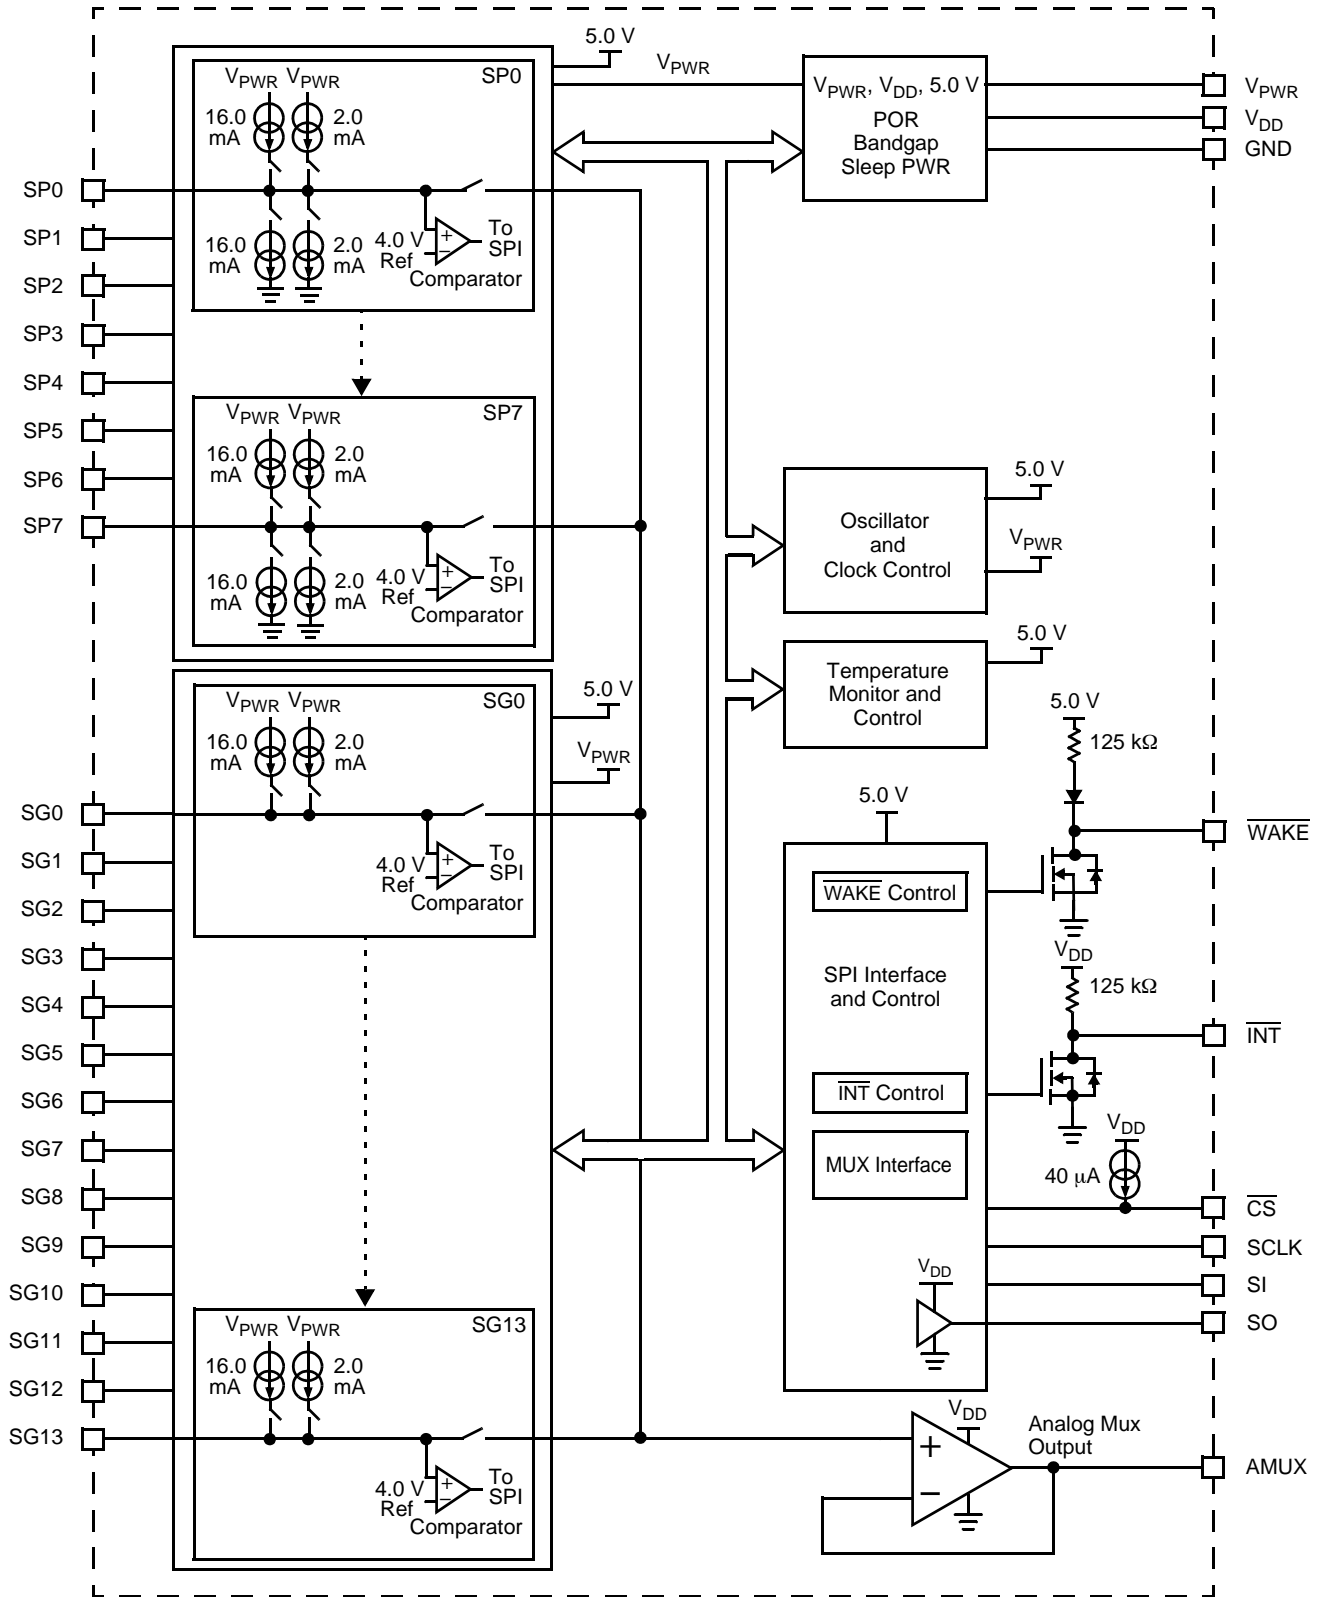 5.0 V
VPWR
SP0
VPWR VPWR
16.0 mA
2.0 mA
16.0 mA
2.0 mA
4.0 V Ref
+
−
To SPI
Comparator
VPWR, VDD, 5.0 V
POR
Bandgap
Sleep PWR
VPWR
VDD
GND
SP0
SP1
SP2
SP3
SP4
SP5
SP6
SP7
SP7
VPWR VPWR
16.0 mA
2.0 mA
16.0 mA
2.0 mA
4.0 V Ref
+
−
To SPI
Comparator
5.0 V
VPWR
Oscillator
and
Clock Control
5.0 V
Temperature
Monitor and
Control
SG0
VPWR VPWR
16.0 mA
2.0 mA
4.0 V Ref
+
−
To SPI
Comparator
5.0 V
VPWR
SG0
SG1
SG2
SG3
SG4
SG5
SG6
SG7
SG8
SG9
SG10
SG11
SG12
SG13
SG13
VPWR VPWR
16.0 mA
2.0 mA
4.0 V Ref
+
−
To SPI
Comparator
5.0 V
WAKE Control
SPI Interface
and Control
INT Control
MUX Interface
VDD
5.0 V
125 kΩ
WAKE
VDD
125 kΩ
INT
VDD
40 μA
CS
SCLK
SI
SO
VDD
+
−
Analog Mux
Output
AMUX